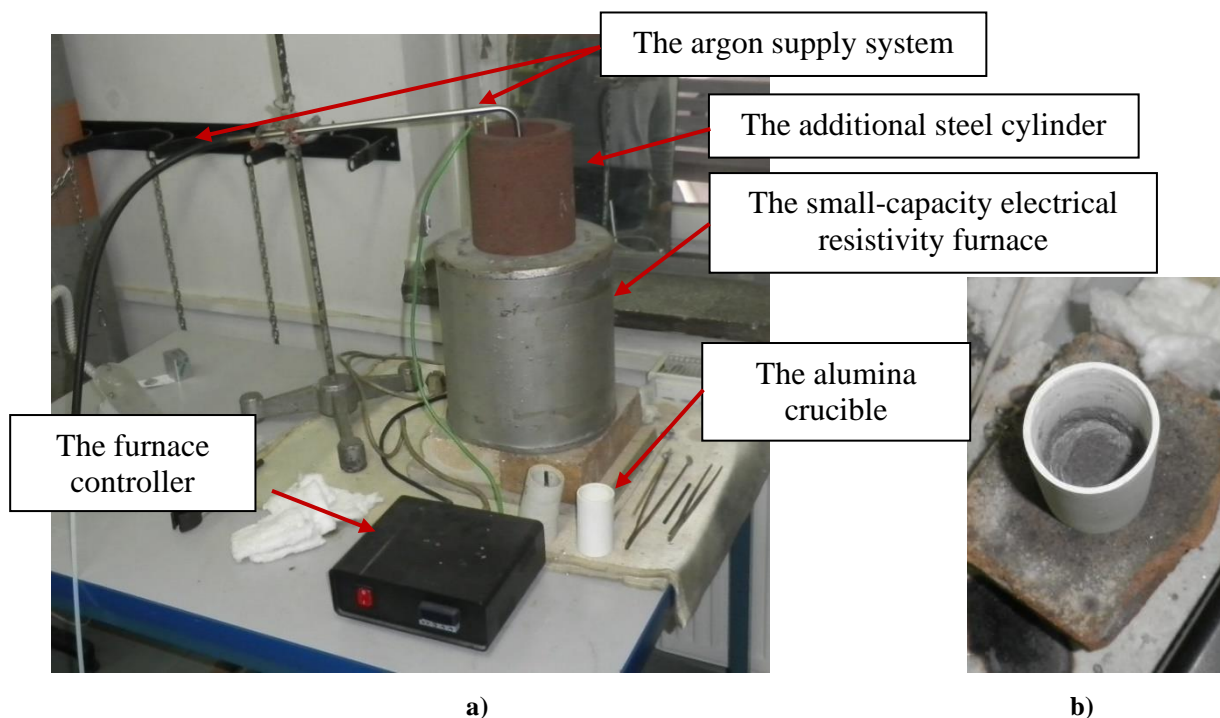 The argon supply system
The additional steel cylinder
The small-capacity electrical
resistivity furnace
The alumina
crucible
The furnace
controller
a)
b)